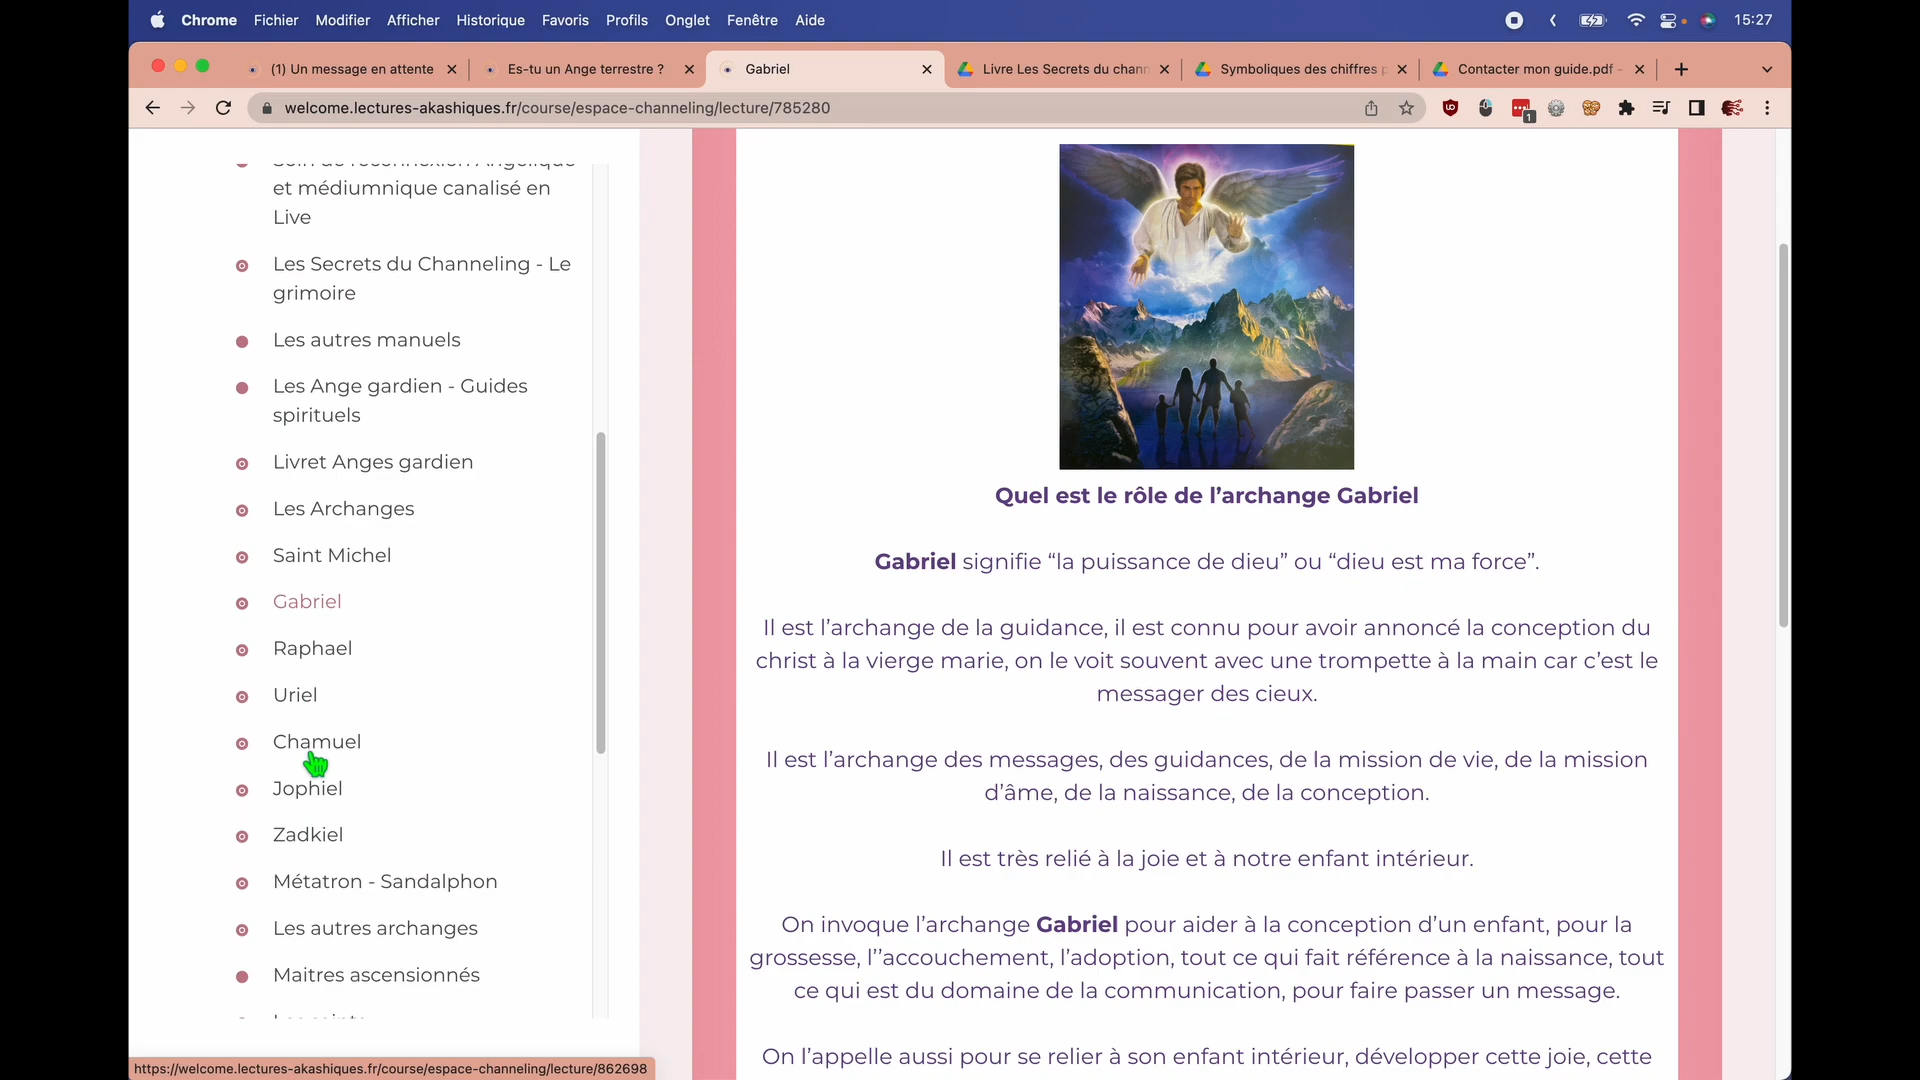 Chrome Fichier Modifier Afficher Historique Favoris Profils Onglet Fenêtre Aide 15:27
(1) Un message en attente
Es-tu un Ange terrestre ?
Gabriel
Livre Les Secrets du chann
Symboliques des chiffres p
Contacter mon guide.pdf -
welcome.lectures-akashiques.fr/course/espace-channeling/lecture/785280
1
Soin de reconnexion Angélique
et médiumnique canalisé en
Live
Les Secrets du Channeling - Le
grimoire
Les autres manuels
Les Ange gardien - Guides
spirituels
Livret Anges gardien
Les Archanges
Saint Michel
Gabriel
Raphael
Uriel
Chamuel
Jophiel
Zadkiel
Métatron - Sandalphon
Les autres archanges
Maitres ascensionnés
https://welcome.lectures-akashiques.fr/course/espace-channeling/lecture/862698
Quel est le rôle de l’archange Gabriel
Gabriel signifie “la puissance de dieu” ou “dieu est ma force”.
Il est l’archange de la guidance, il est connu pour avoir annoncé la conception du
christ à la vierge marie, on le voit souvent avec une trompette à la main car c’est le
messager des cieux.
Il est l’archange des messages, des guidances, de la mission de vie, de la mission
d’âme, de la naissance, de la conception.
Il est très relié à la joie et à notre enfant intérieur.
On invoque l’archange Gabriel pour aider à la conception d’un enfant, pour la
grossesse, l’’accouchement, l’adoption, tout ce qui fait référence à la naissance, tout
ce qui est du domaine de la communication, pour faire passer un message.
On l’appelle aussi pour se relier à son enfant intérieur, développer cette joie, cette